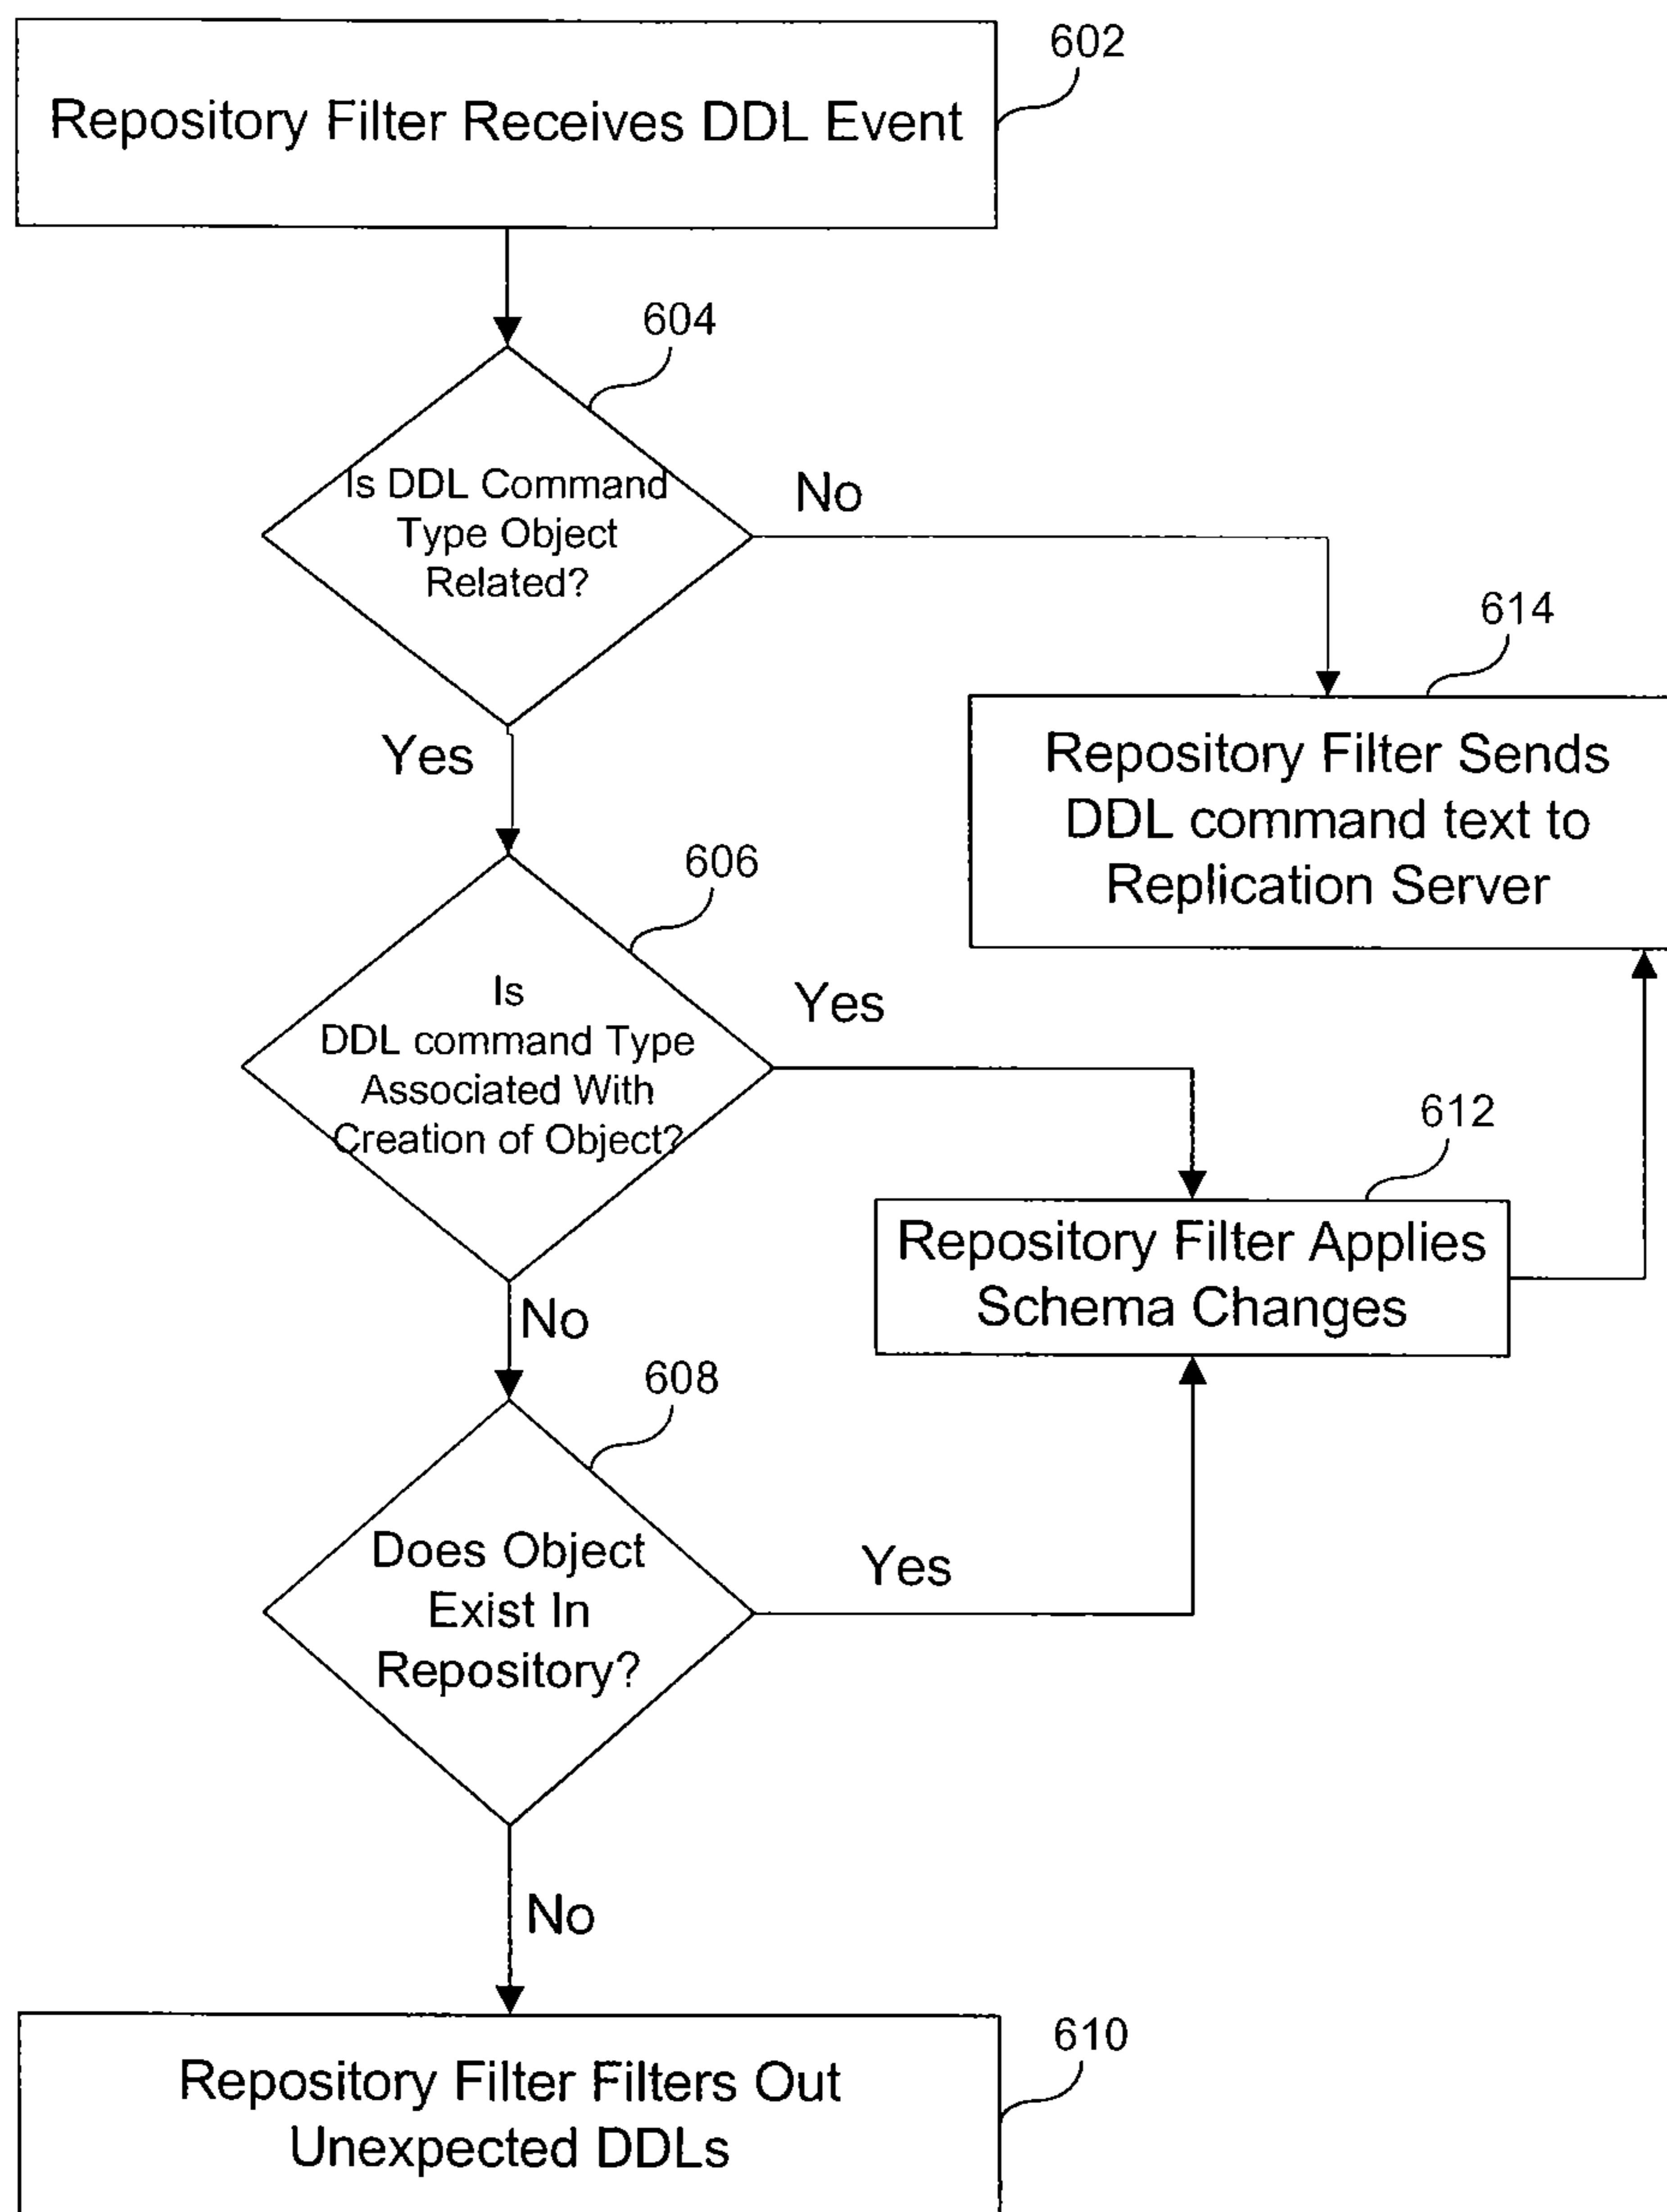 602
Repository Filter Receives DDL Event
604
Is DDL Command
Type Object
Related?
No
Yes
614
Repository Filter Sends
DDL command text to
Replication Server
606
Is
DDL command Type
Associated With
Creation of Object?
Yes
No
612
Repository Filter Applies
Schema Changes
608
Does Object
Exist In
Repository?
Yes
No
610
Repository Filter Filters Out
Unexpected DDLs